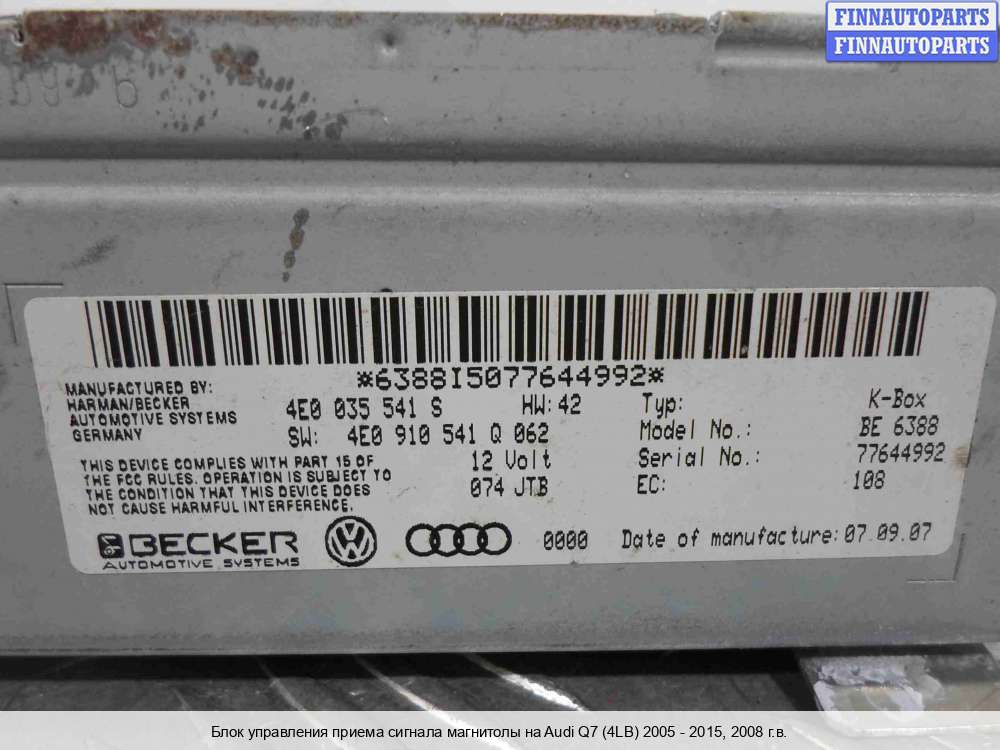 FINNAUTOPARTS
FINNAUTOPARTS
*6388I5077644992*
MANUFACTURED BY:
HARMAN/BECKER
AUTOMOTIVE SYSTEMS
GERMANY
4E0 035 541 S HW: 42
SW: 4E0 910 541 Q 062
12 Volt
074 JTB
Typ: K-Box
Model No.: BE 6388
Serial No.: 77644992
EC: 108
THIS DEVICE COMPLIES WITH PART 15 OF
THE FCC RULES. OPERATION IS SUBJECT TO
THE CONDITION THAT THIS DEVICE DOES
NOT CAUSE HARMFUL INTERFERENCE.
BECKER
AUTOMOTIVE SYSTEMS
0000 Date of manufacture: 07.09.07
Блок управления приема сигнала магнитолы на Audi Q7 (4LB) 2005 - 2015, 2008 г.в.